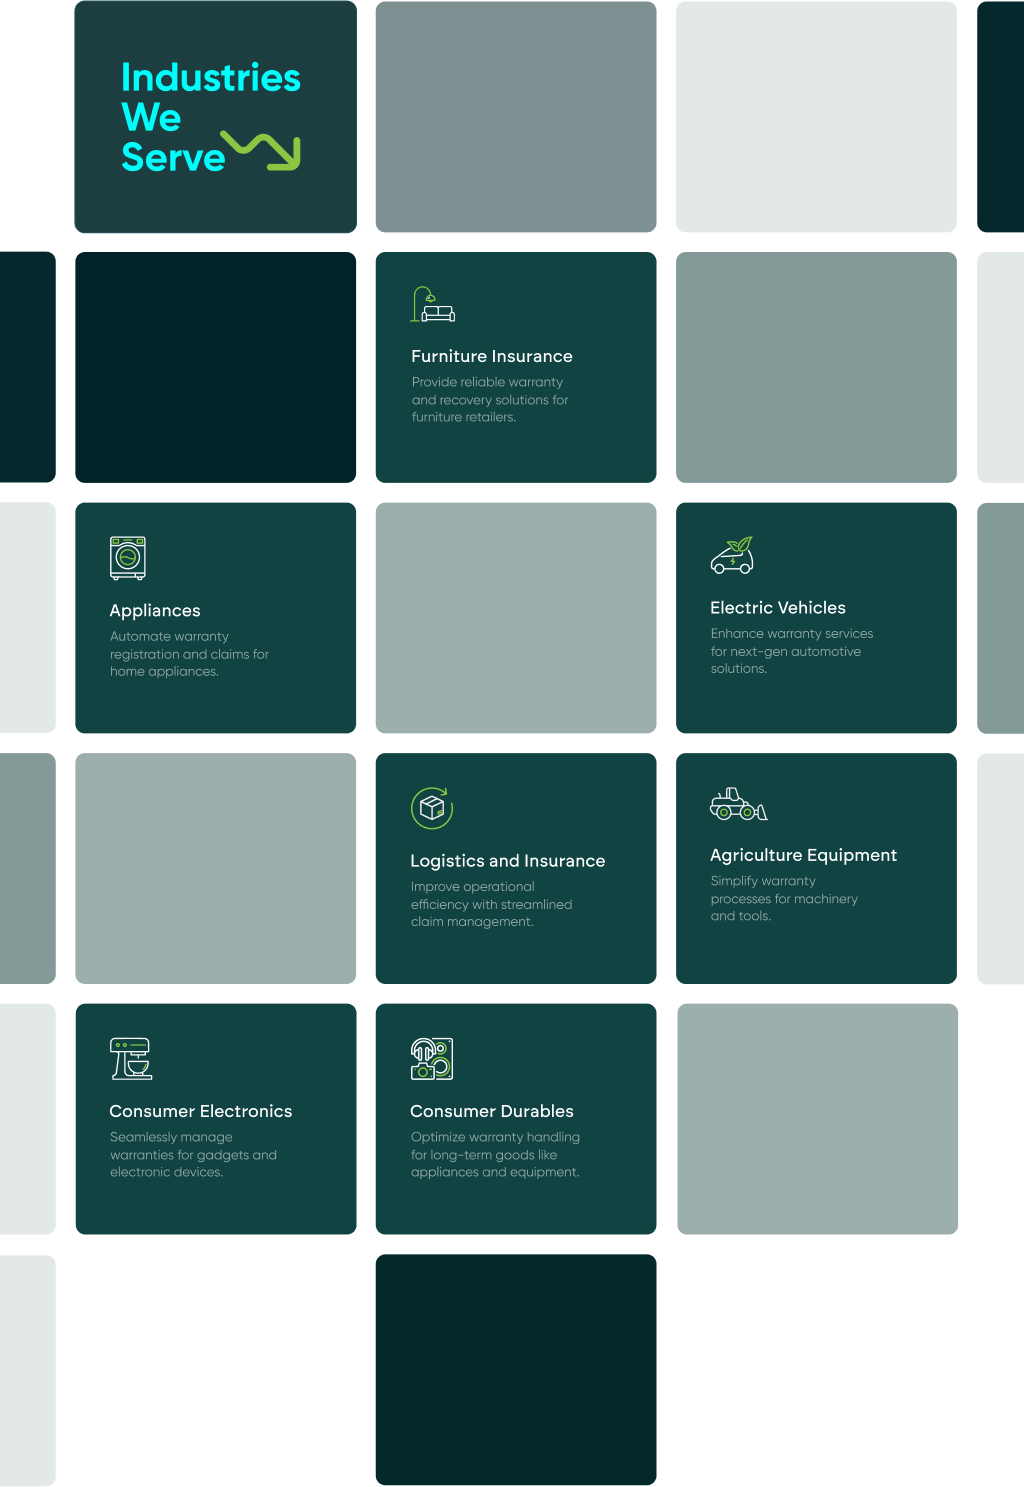 Industries
We
Serve
Furniture Insurance
Provide reliable warranty
and recovery solutions for
furniture retailers.
Appliances
Automate warranty
registration and claims for
home appliances.
Electric Vehicles
Enhance warranty services
for next-gen automotive
solutions.
Logistics and Insurance
Improve operational
efficiency with streamlined
claim management.
Agriculture Equipment
Simplify warranty
processes for machinery
and tools.
Consumer Electronics
Seamlessly manage
warranties for gadgets and
electronic devices.
Consumer Durables
Optimize warranty handling
for long-term goods like
appliances and equipment.